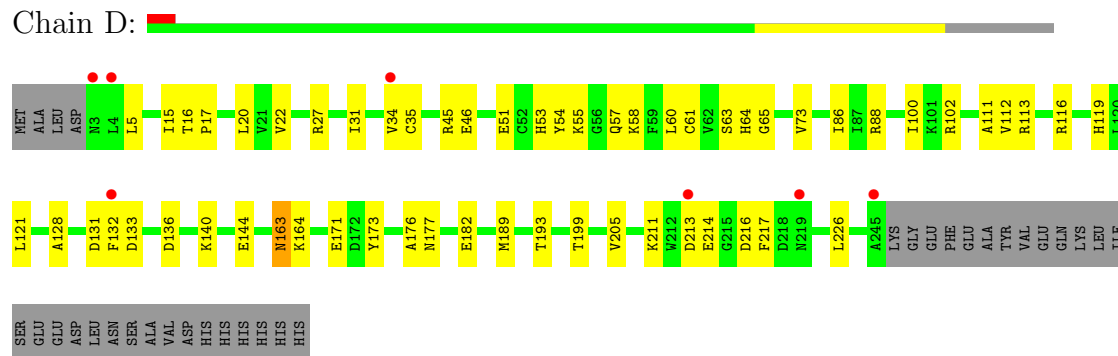 Chain D:
MET ALA LEU ASP N3 L4 L5 I15 T16 P17 L20 V21 V22 R27 I31 V34 C35 R45 E46 E51 C52 H53 Y54 K55 G56 Q57 K58 F59 L60 C61 V62 S63 H64 G65 V73 I86 I87 R88 I100 K101 R102 A111 V112 R113 R116 H119 L120
L121 A128 D131 F132 D133 D136 K140 E144 N163 K164 E171 D172 Y173 A176 N177 E182 M189 T193 T199 V205 K211 W212 D213 E214 G215 D216 F217 D218 N219 L226 A245 LYS GLY GLU PHE GLU ALA TYR VAL GLU GLN LYS LEU
SER GLU GLU ASP LEU ASN SER ALA VAL ASP HIS HIS HIS HIS HIS HIS